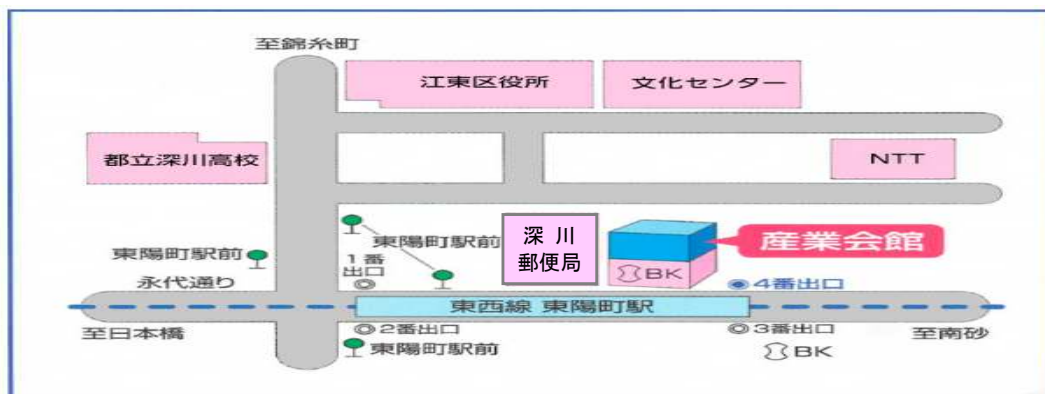 至錦糸町
江東区役所
文化センター
都立深川高校
NTT
東陽町駅前
深川
郵便局
産業会館
東陽町駅前
1番
出口
BK
永代通り
4番出口
東西線 東陽町駅
至日本橋
2番出口
3番出口
至南砂
東陽町駅前
BK